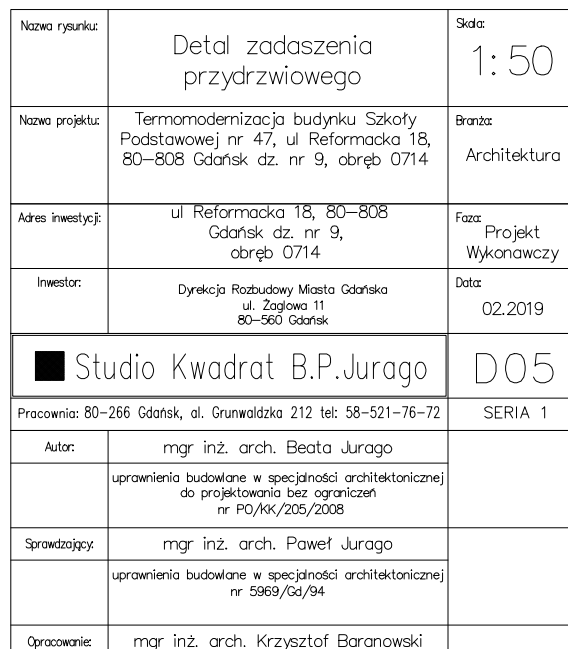 Nazwa rysunku:
Detal zadaszenia
przydrzwiowego
Skala:
1:50
Nazwa projektu:
Termomodernizacja budynku Szkoły
Podstawowej nr 47, ul Reformacka 18,
80-808 Gdańsk dz. nr 9, obręb 0714
Branża:
Architektura
Adres inwestycji:
ul Reformacka 18, 80-808
Gdańsk dz. nr 9,
obręb 0714
Faza:
Projekt
Wykonawczy
Inwestor:
Dyrekcja Rozbudowy Miasta Gdańska
ul. Żaglowa 11
80-560 Gdańsk
Data:
02.2019
Studio Kwadrat B.P.Jurago
D05
Pracownia: 80-266 Gdańsk, al. Grunwaldzka 212 tel: 58-521-76-72
SERIA 1
Autor:
mgr inż. arch. Beata Jurago
uprawnienia budowlane w specjalności architektonicznej
do projektowania bez ograniczeń
nr PO/KK/205/2008
Sprawdzający:
mgr inż. arch. Paweł Jurago
uprawnienia budowlane w specjalności architektonicznej
nr 5969/Gd/94
Opracowanie:
mgr inż. arch. Krzysztof Baranowski